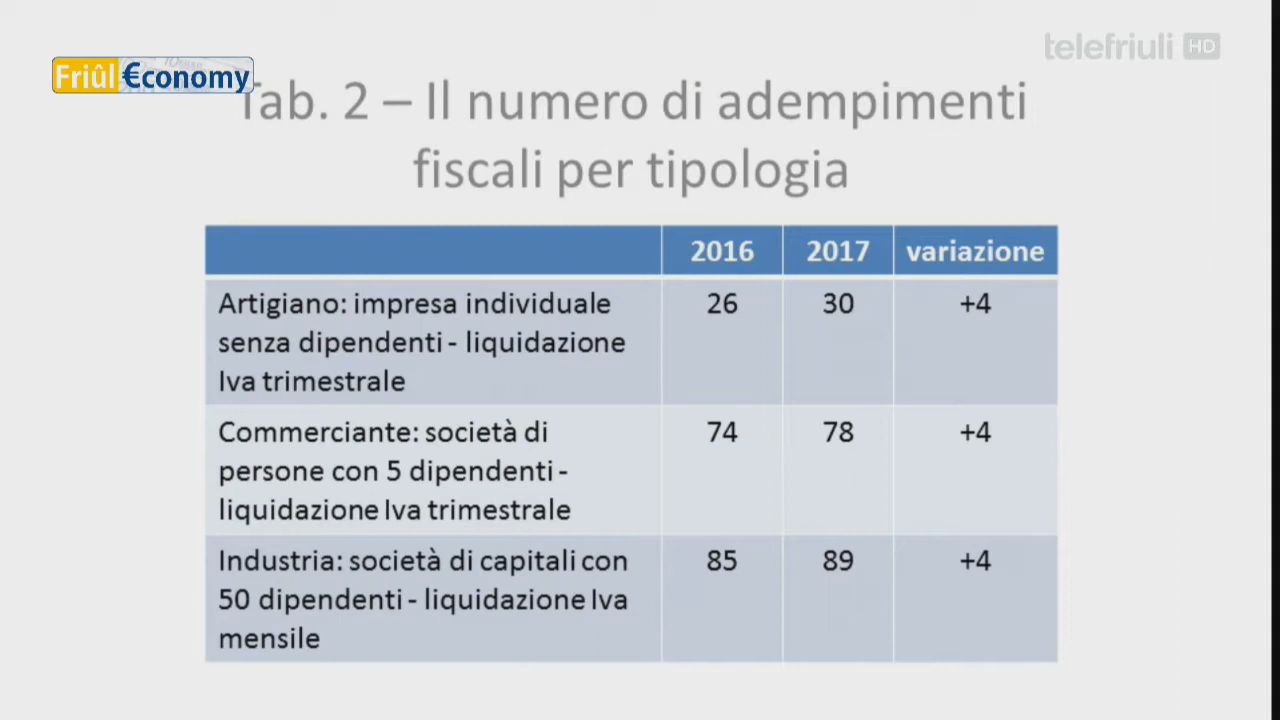 telefriuli HD
Friûl €conomy
Tab. 2 – Il numero di adempimenti
fiscali per tipologia
2016 2017 variazione
Artigiano: impresa individuale 26 30 +4
senza dipendenti - liquidazione
Iva trimestrale
Commerciante: società di 74 78 +4
persone con 5 dipendenti -
liquidazione Iva trimestrale
Industria: società di capitali con 85 89 +4
50 dipendenti - liquidazione Iva
mensile